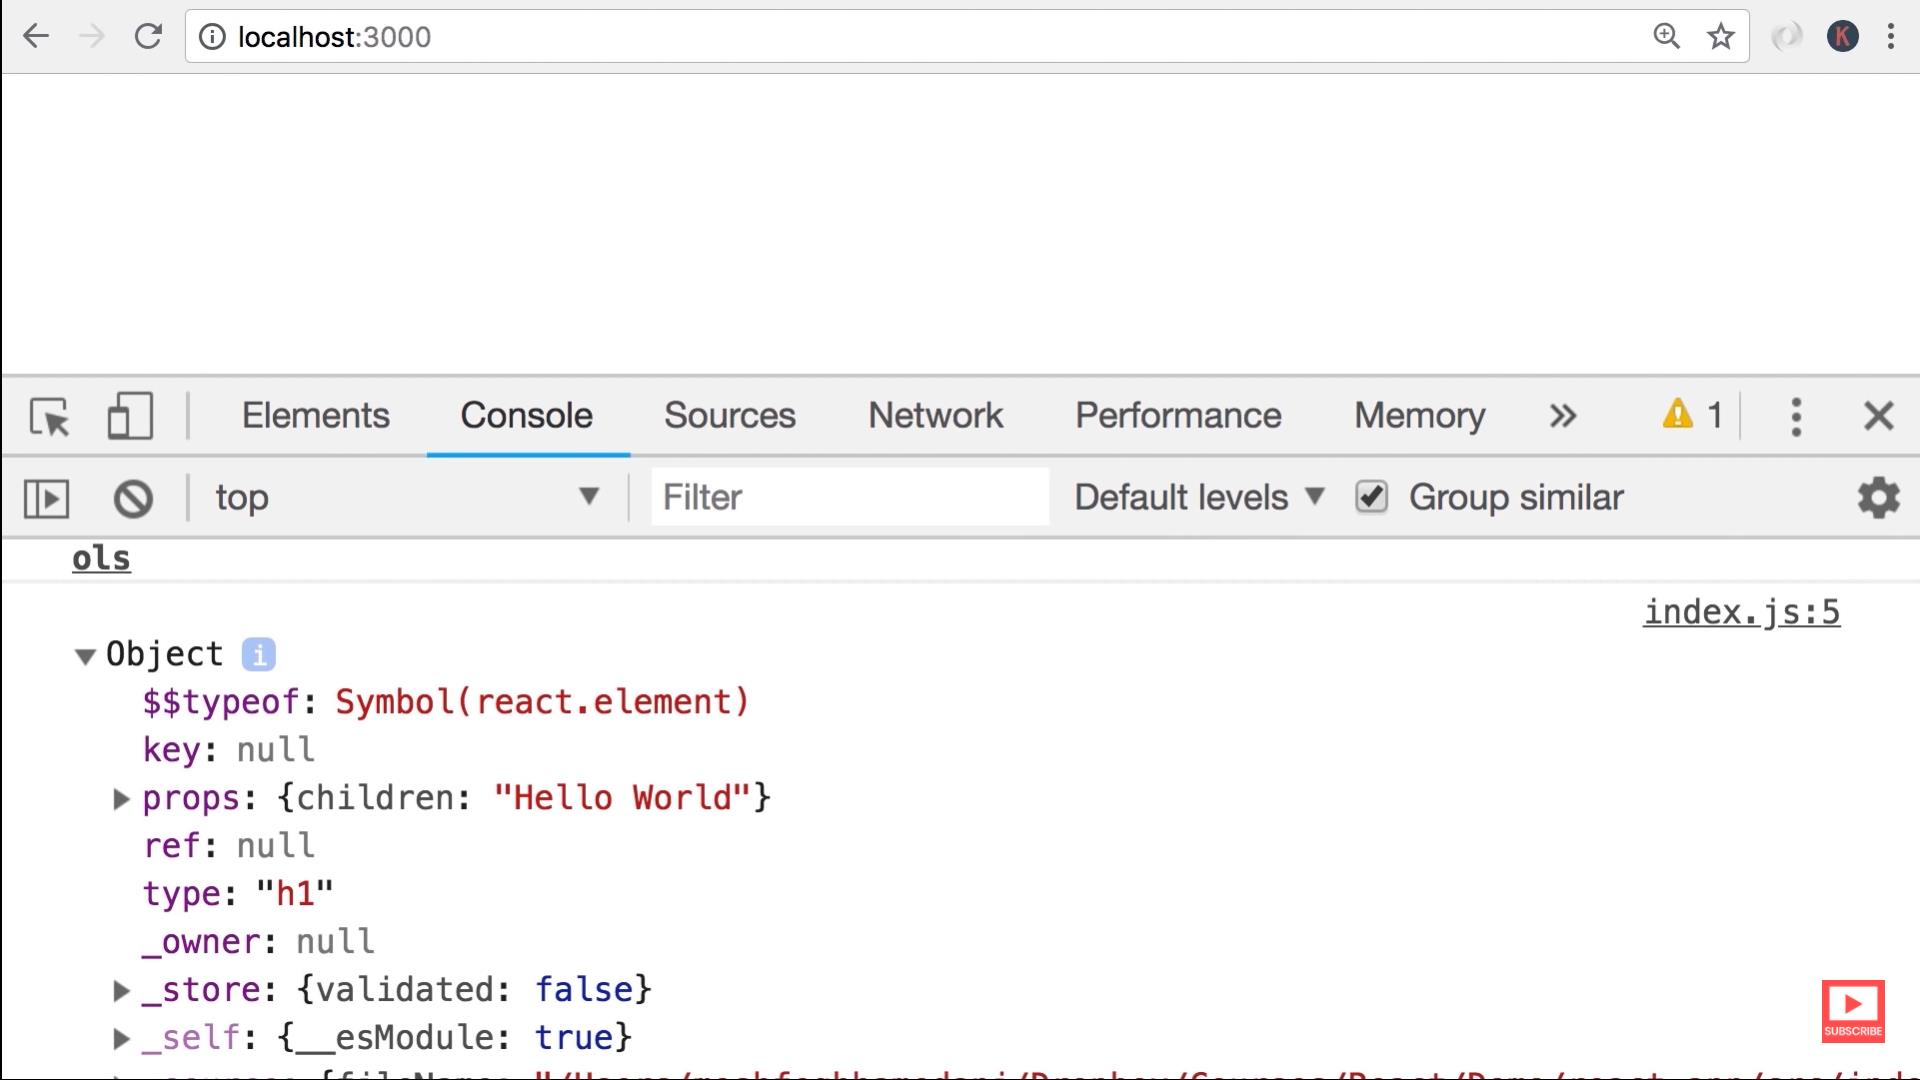 localhost:3000
K
Elements Console Sources Network Performance Memory 1
top Filter Default levels Group similar
ols
index.js:5
Object i
$$typeof: Symbol(react.element)
key: null
props: {children: "Hello World"}
ref: null
type: "h1"
_owner: null
_store: {validated: false}
_self: {__esModule: true}
SUBSCRIBE